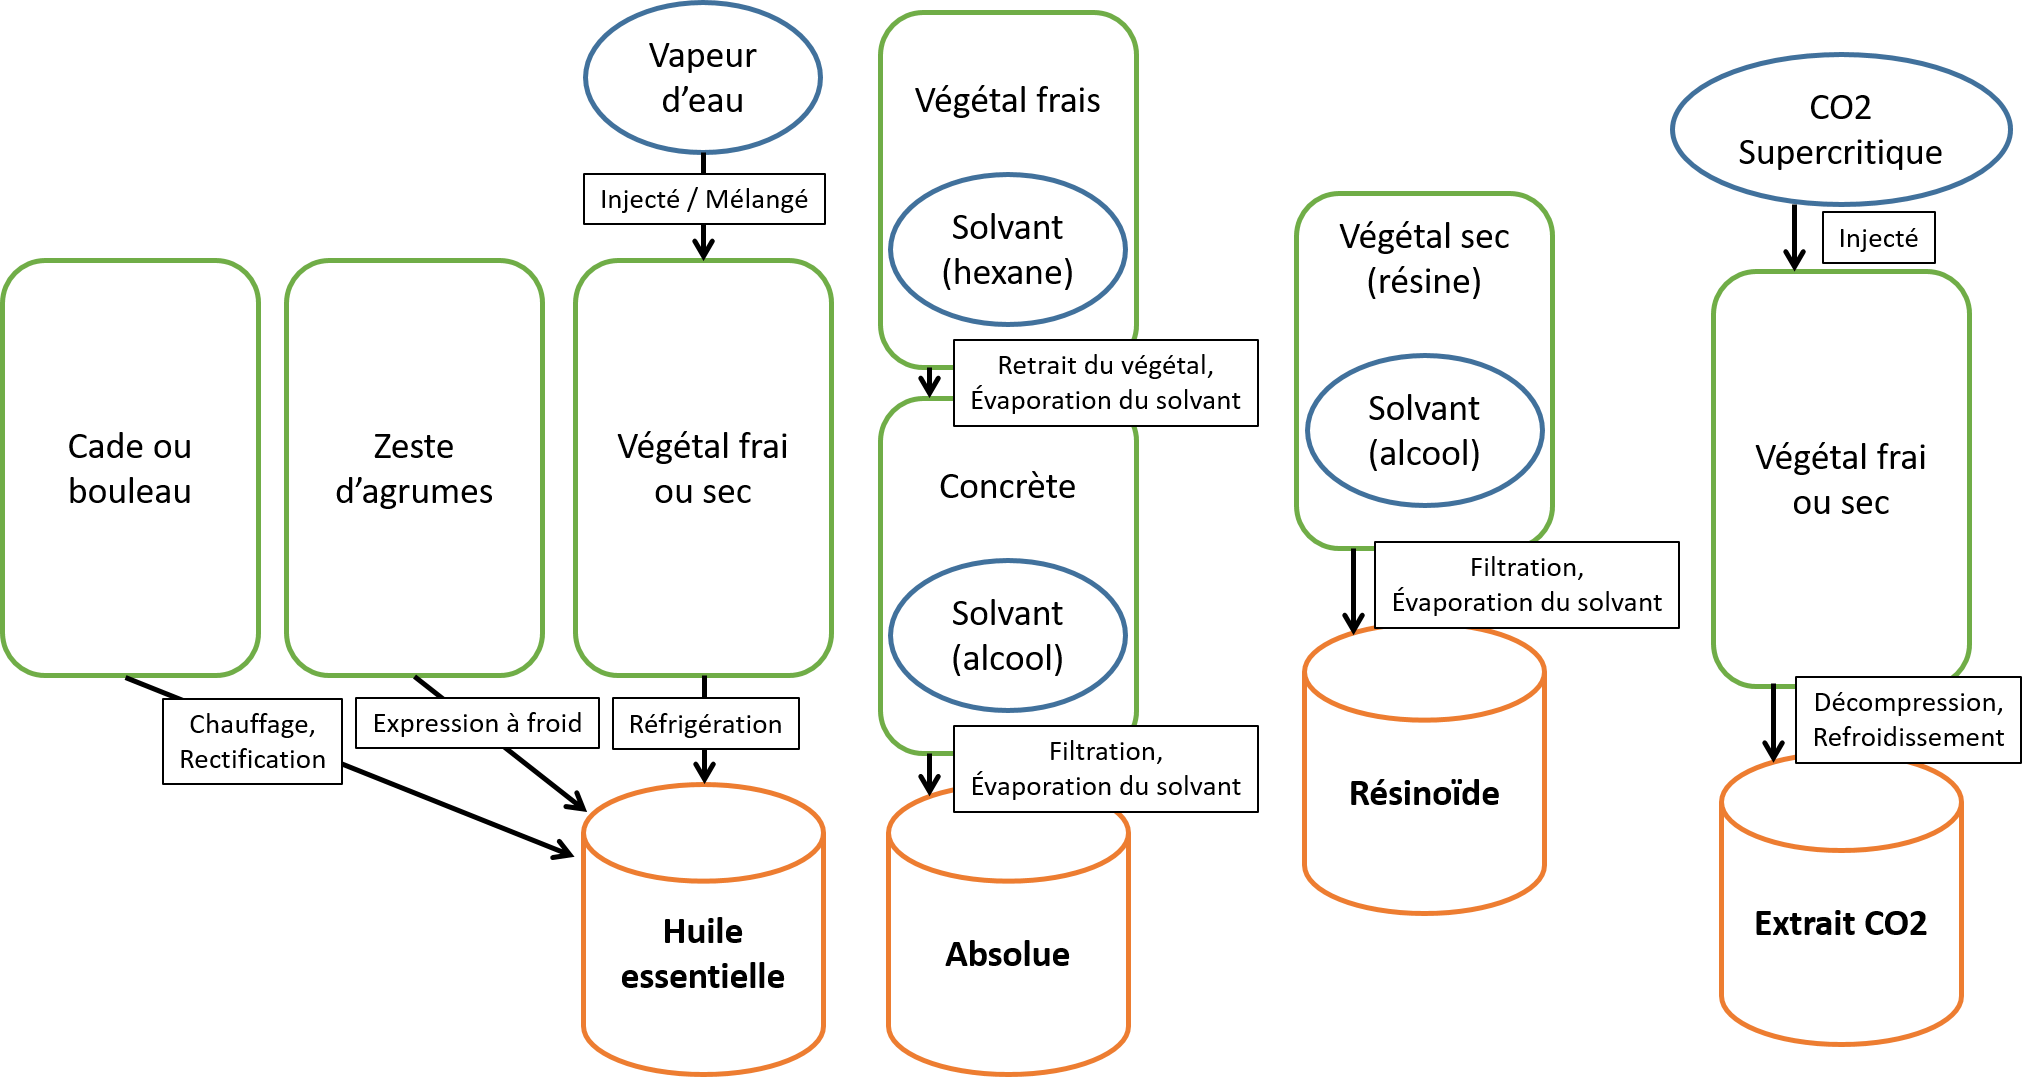 Vapeur
d’eau
Injecté / Mélangé
Cade ou
bouleau
Chauffage,
Rectification
Zeste
d’agrumes
Expression à froid
Végétal frai
ou sec
Réfrigération
Huile
essentielle
Végétal frais
Solvant
(hexane)
Retrait du végétal,
Évaporation du solvant
Concrète
Solvant
(alcool)
Filtration,
Évaporation du solvant
Absolue
Végétal sec
(résine)
Solvant
(alcool)
Filtration,
Évaporation du solvant
Résinoïde
CO2
Supercritique
Injecté
Végétal frai
ou sec
Décompression,
Refroidissement
Extrait CO2